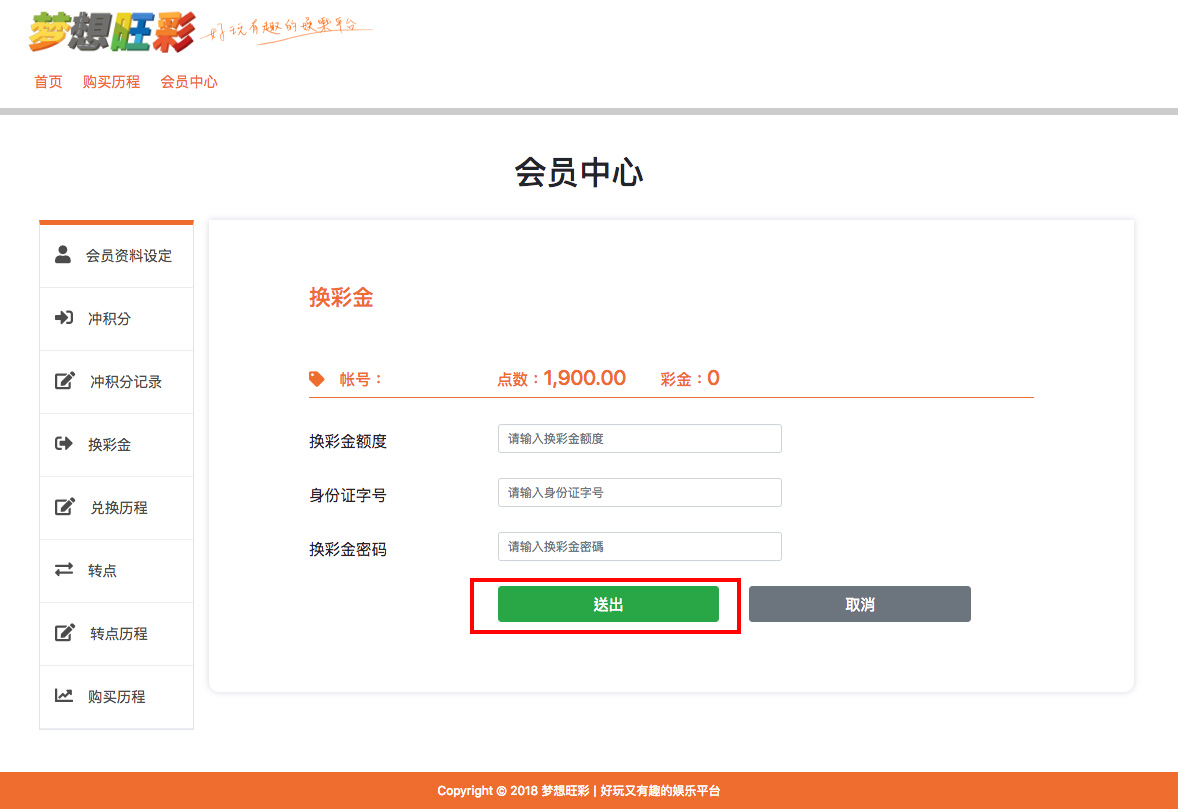 梦想旺彩 好玩有趣的娱乐平台
首页 购买历程 会员中心
会员中心
会员资料设定
冲积分
冲积分记录
换彩金
兑换历程
转点
转点历程
购买历程
换彩金
帐号： 点数：1,900.00 彩金：0
换彩金额度 请输入换彩金额度
身份证字号 请输入身份证字号
换彩金密码 请输入换彩金密碼
送出 取消
Copyright © 2018 梦想旺彩 | 好玩又有趣的娱乐平台